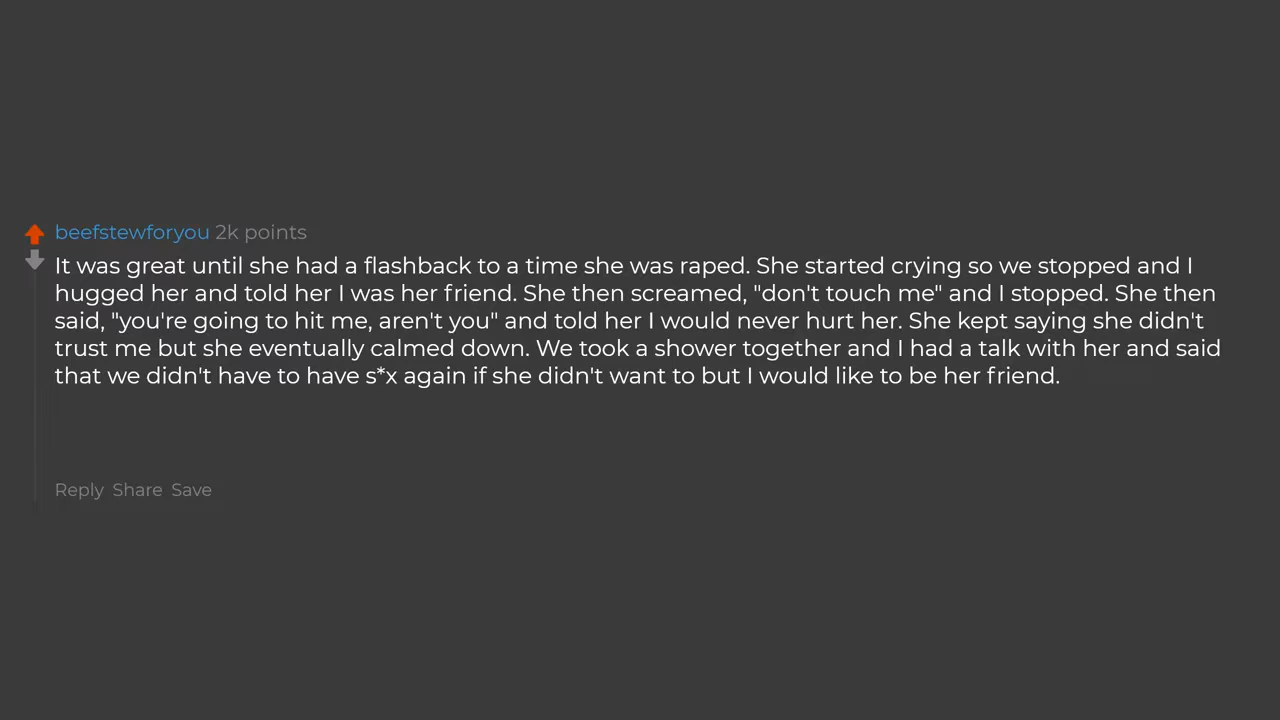 beefstewforyou 2k points
It was great until she had a flashback to a time she was raped. She started crying so we stopped and I
hugged her and told her I was her friend. She then screamed, "don't touch me" and I stopped. She then
said, "you're going to hit me, aren't you" and told her I would never hurt her. She kept saying she didn't
trust me but she eventually calmed down. We took a shower together and I had a talk with her and said
that we didn't have to have s*x again if she didn't want to but I would like to be her friend.
Reply Share Save